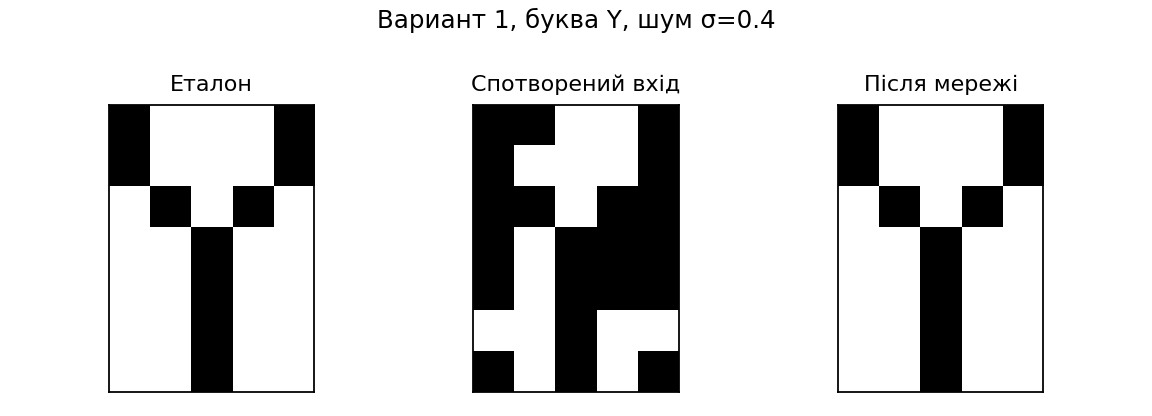 Вариант 1, буква Y, шум σ=0.4
Еталон
Спотворений вхід
Після мережі